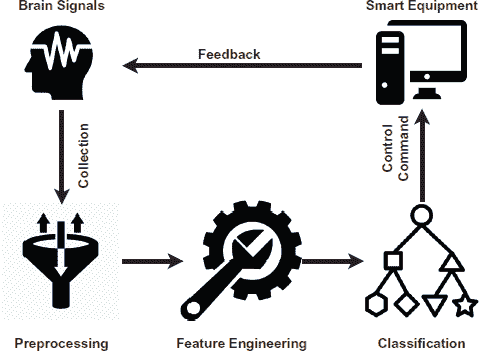 Brain Signals
Smart Equipment
Feedback
Collection
Control
Command
Preprocessing
Feature Engineering
Classification